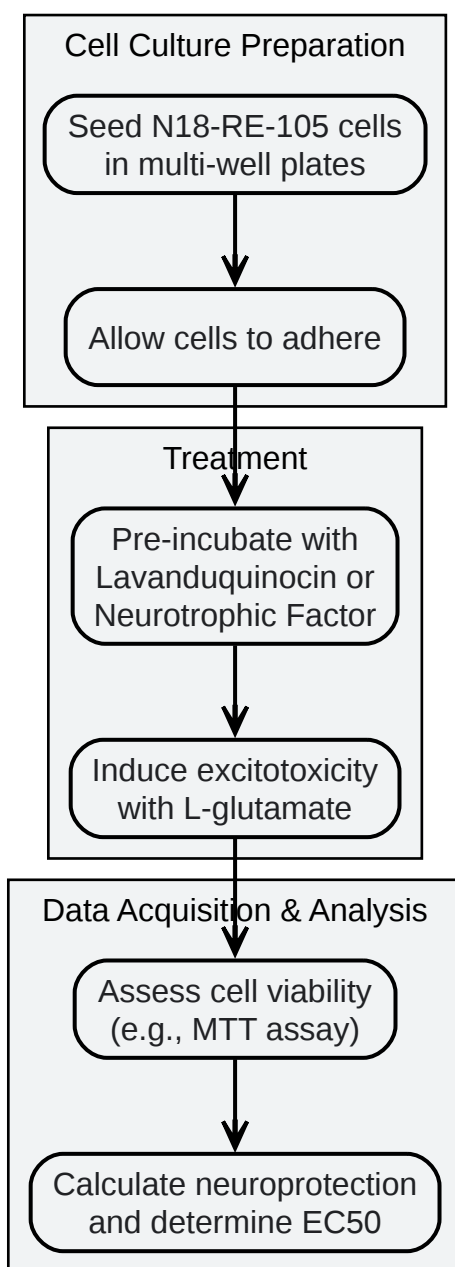 Cell Culture Preparation
Seed N18-RE-105 cells
in multi-well plates
Allow cells to adhere
Treatment
Pre-incubate with
Lavanduquinocin or
Neurotrophic Factor
Induce excitotoxicity
with L-glutamate
Data Acquisition & Analysis
Assess cell viability
(e.g., MTT assay)
Calculate neuroprotection
and determine EC50